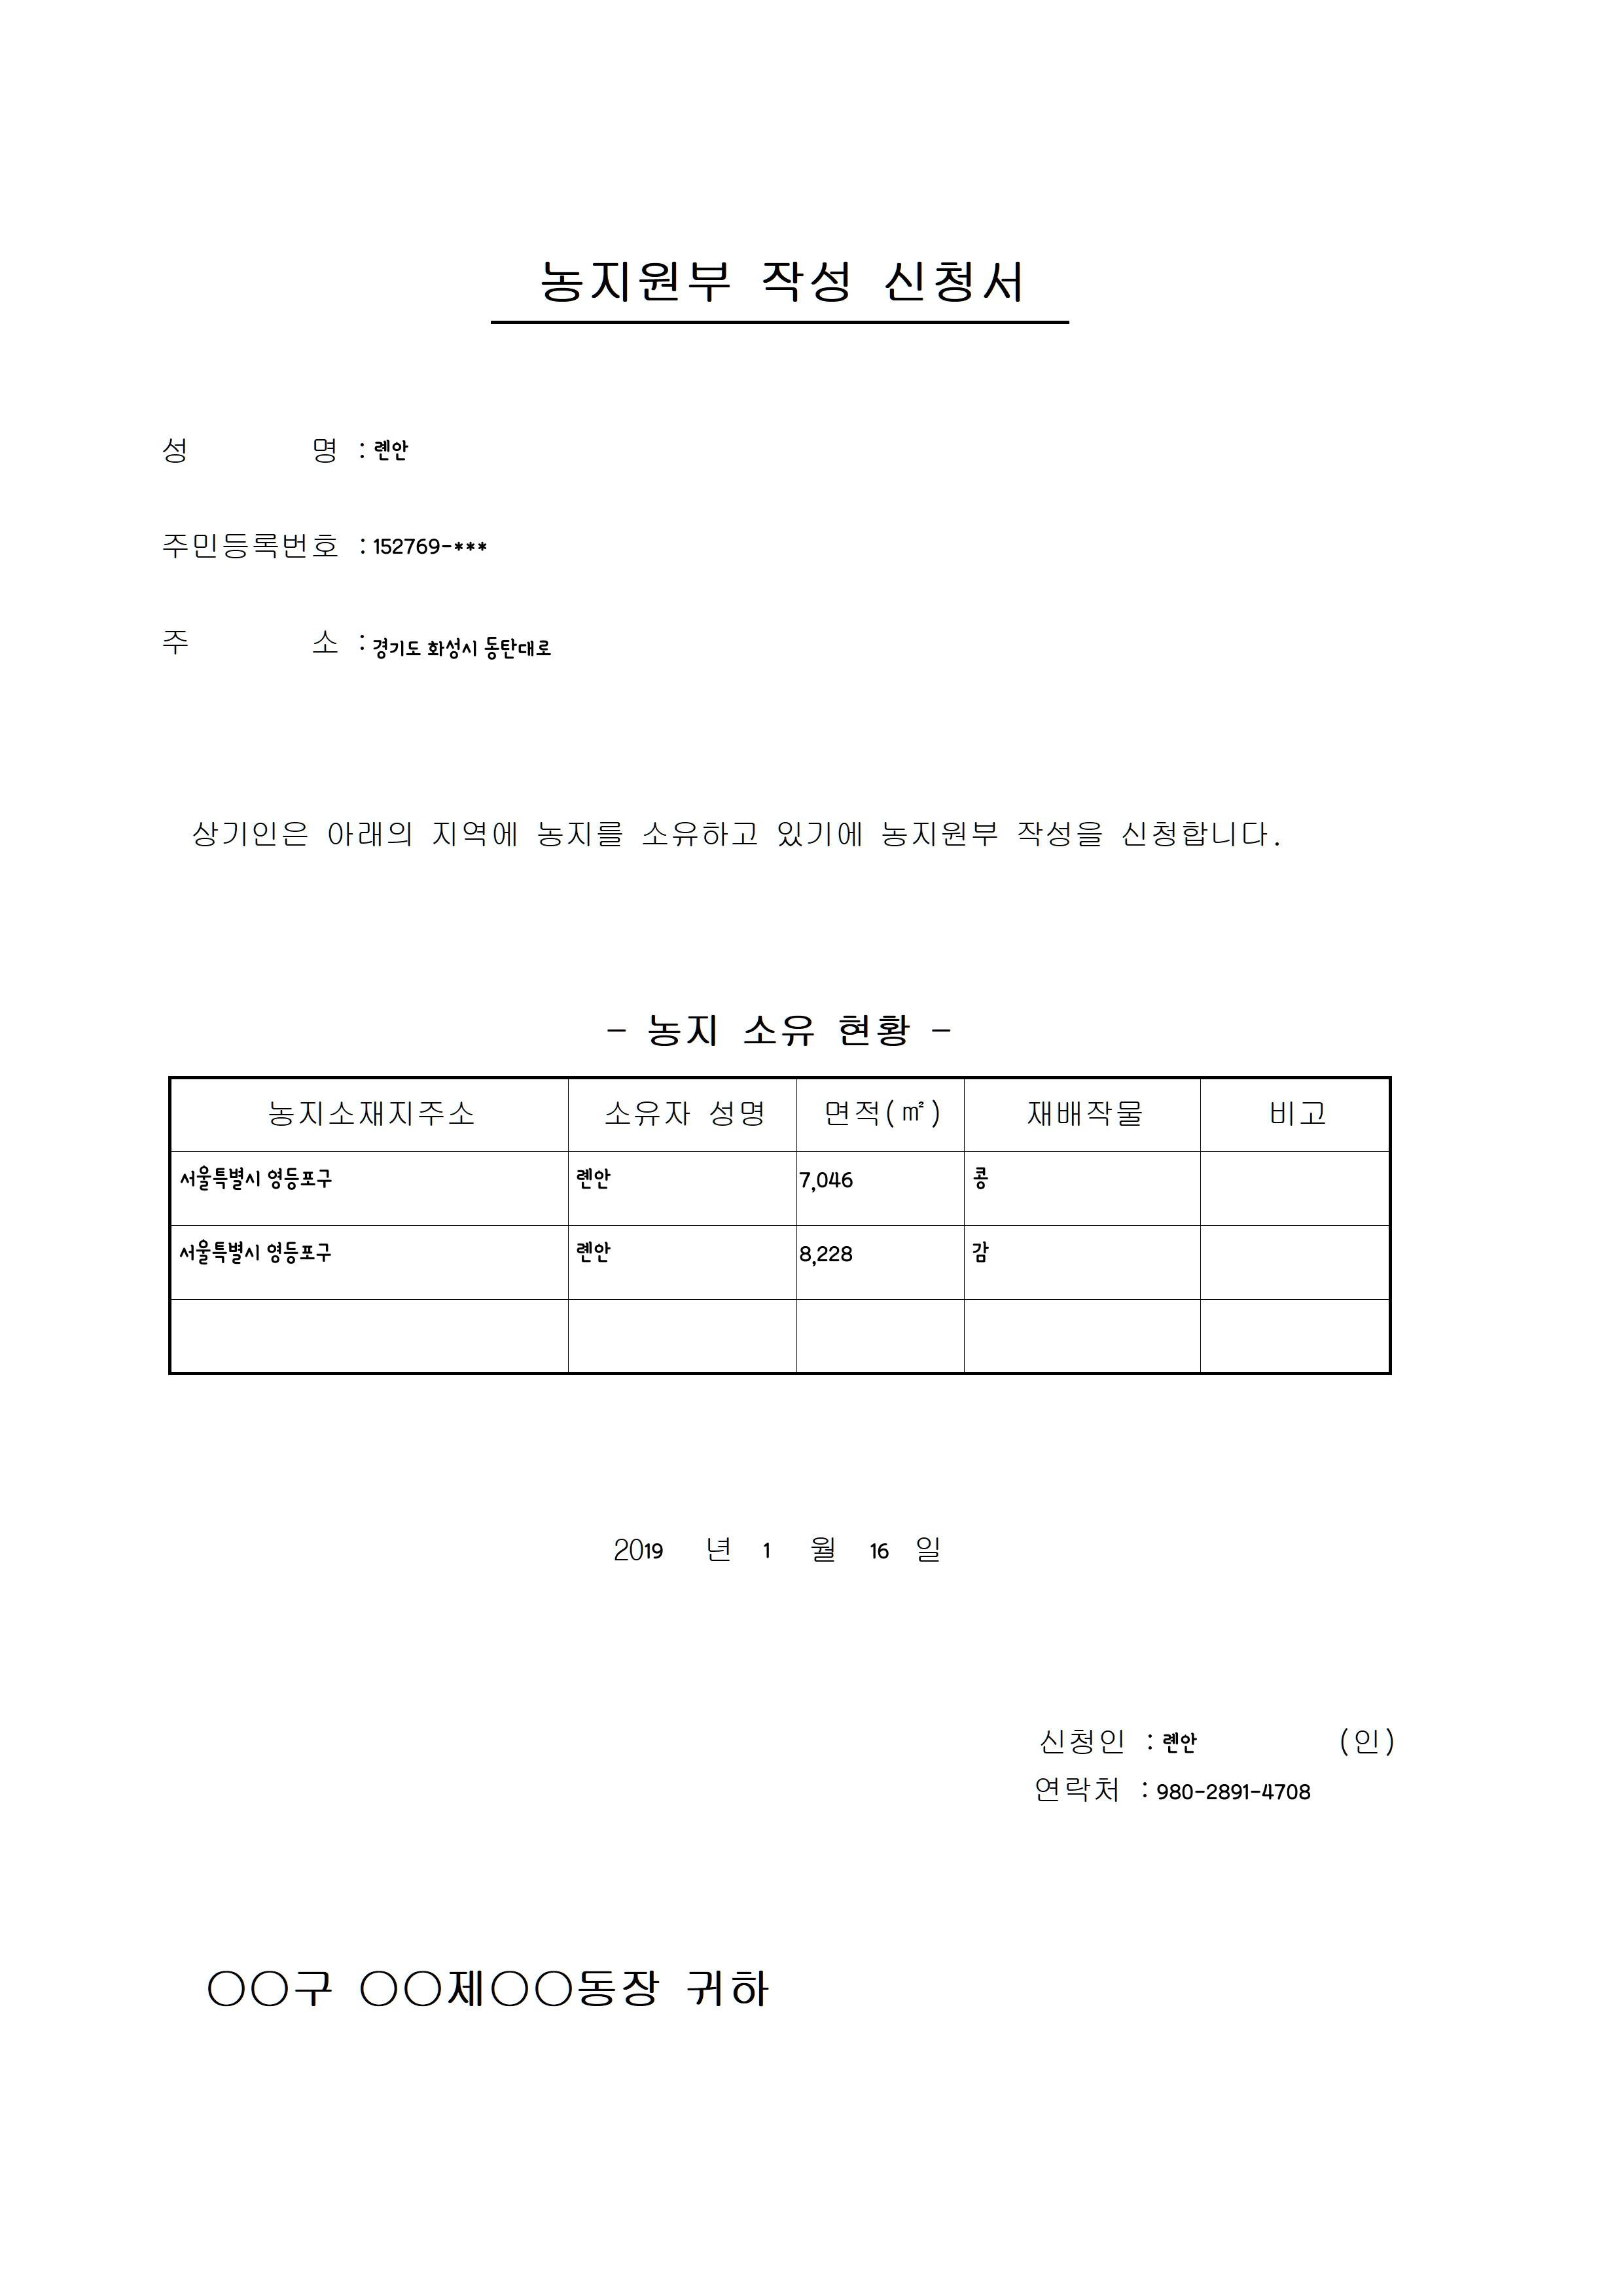 농지원부 작성 신청서
성 명 : 렌안
주민등록번호 : 152769-***
주 소 : 경기도 화성시 동탄대로
상기인은 아래의 지역에 농지를 소유하고 있기에 농지원부 작성을 신청합니다.
- 농지 소유 현황 -
농지소재지주소 소유자 성명 면적(㎡) 재배작물 비고
서울특별시 영등포구 렌안 7,046 콩
서울특별시 영등포구 렌안 8,228 감
2019 년 1 월 16 일
신청인 : 렌안 (인)
연락처 : 980-2891-4708
○○구 ○○제○○동장 귀하